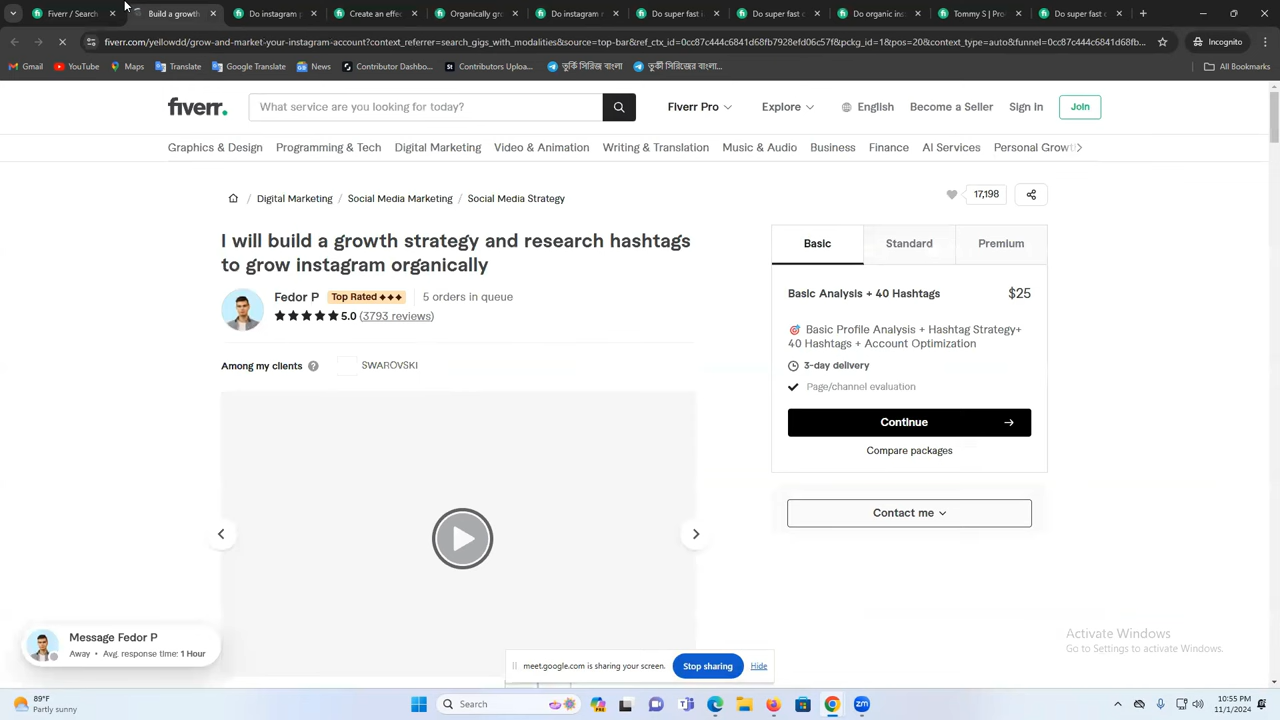 Fiverr / Search
Build a growth
Do instagram
Create an effec
Organically gro
Do instagram n
Do super fast i
Do super fast
Do organic ins
Tommy S | Pro
Do super fast c
fiverr.com/yellowdd/grow-and-market-your-instagram-account?context_referrer=search_gigs_with_modalities&source=top-bar&ref_ctx_id=0cc87c444c6841d68bf7928efd06c57f&pckg_id=1&pos=20&context_type=auto&funnel=0cc87c444c6841d68bf...
Incognito
Gmail
YouTube
Maps
Translate
Google Translate
News
Contributor Dashbo...
Contributors Uploa...
তুর্কি সিরিজ বাংলা
তুর্কী সিরিজের বাংলা...
All Bookmarks
fiverr.
What service are you looking for today?
Fiverr Pro
Explore
English
Become a Seller
Sign In
Join
Graphics & Design
Programming & Tech
Digital Marketing
Video & Animation
Writing & Translation
Music & Audio
Business
Finance
AI Services
Personal Growt
/ Digital Marketing / Social Media Marketing / Social Media Strategy
17,198
I will build a growth strategy and research hashtags
to grow instagram organically
Fedor P
Top Rated
5 orders in queue
5.0 (3793 reviews)
Among my clients
SWAROVSKI
Basic
Standard
Premium
Basic Analysis + 40 Hashtags
$25
Basic Profile Analysis + Hashtag Strategy+
40 Hashtags + Account Optimization
3-day delivery
Page/channel evaluation
Continue
Compare packages
Contact me
Message Fedor P
Away • Avg. response time: 1 Hour
Activate Windows
Go to Settings to activate Windows.
meet.google.com is sharing your screen.
Stop sharing
Hide
89°F
Partly sunny
Search
10:55 PM
11/1/2024